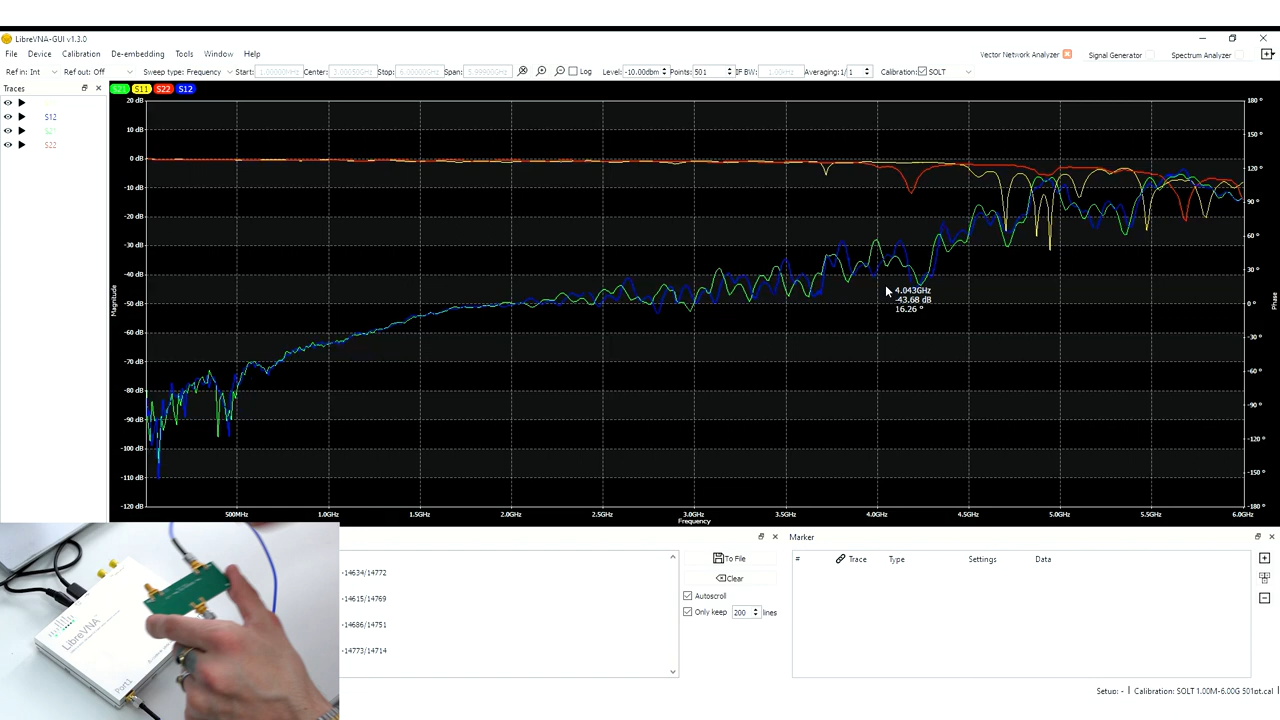 LibreVNA-GUI v1.3.0
File Device Calibration De-embedding Tools Window Help
Vector Network Analyzer Signal Generator Spectrum Analyzer
Ref in: Int Ref out: Off Sweep type: Frequency Start: Center: Stop: Span: Log Level: -10.00dbm Points: 501 IF BW: 1.00Hz Averaging: 1/ 1 Calibration: SOLT
Traces
S21 S11 S22 S12
S12
S21
S22
20 dB
10 dB
0 dB
-10 dB
-20 dB
-30 dB
-40 dB
-50 dB
-60 dB
-70 dB
-80 dB
-90 dB
-100 dB
-110 dB
-120 dB
Magnitude
180 °
150 °
120 °
90 °
60 °
30 °
0 °
-30 °
-60 °
-90 °
-120 °
-150 °
-180 °
Phase
4.043GHz
-43.68 dB
16.26 °
500MHz 1.0GHz 1.5GHz 2.0GHz 2.5GHz 3.0GHz 3.5GHz 4.0GHz 4.5GHz 5.0GHz 5.5GHz 6.0GHz
Frequency
-14634/14772
-14615/14769
-14686/14751
-14773/14714
To File
Clear
Autoscroll
Only keep 200 lines
Marker
# Trace Type Settings Data
LibreVNA
Port1
Setup: - Calibration: SOLT 1.00M-6.00G 501pt.cal